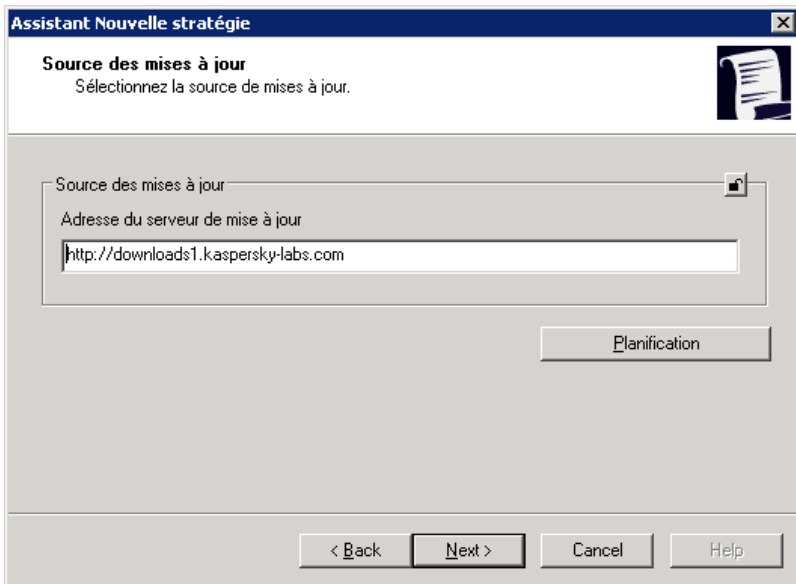 Assistant Nouvelle stratégie
Source des mises à jour
Sélectionnez la source de mises à jour.
Source des mises à jour
Adresse du serveur de mise à jour
http://downloads1.kaspersky-labs.com
Planification
< Back Next > Cancel Help